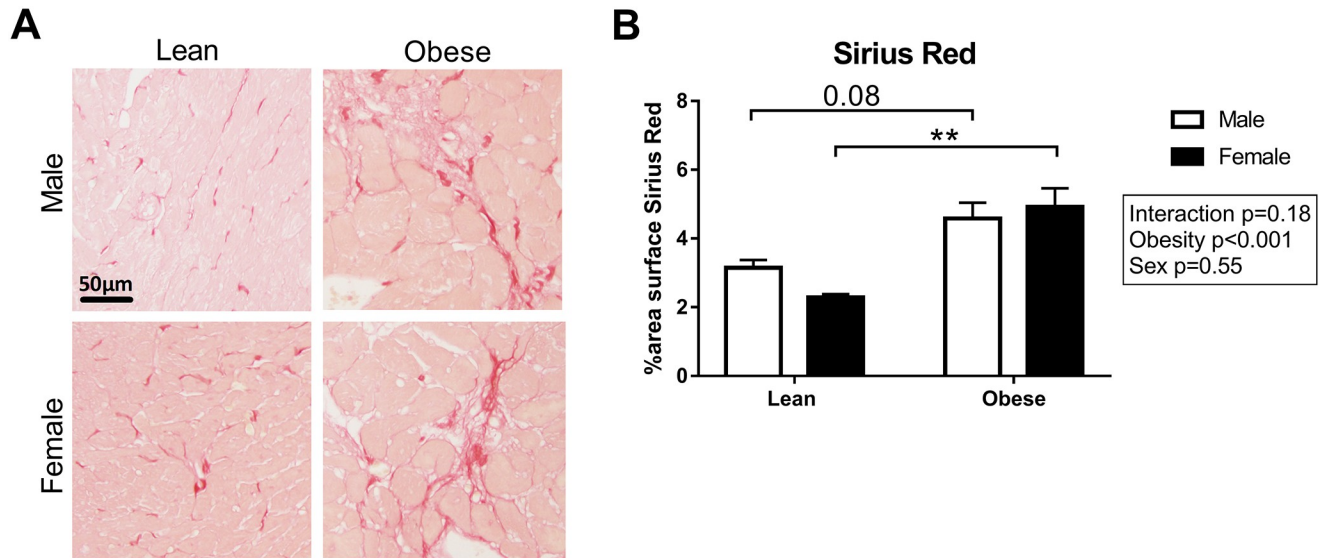 A
Lean
Obese
Male
50μm
Female
B
Sirius Red
%area surface Sirius Red
8
6
4
2
0
0.08
**
Lean
Obese
Male
Female
Interaction p=0.18
Obesity p<0.001
Sex p=0.55